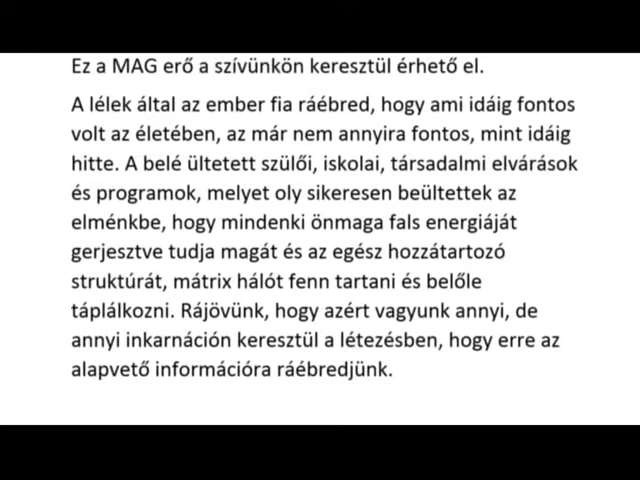 Ez a MAG erő a szívünkön keresztül érhető el.
A lélek által az ember fia ráébred, hogy ami idáig fontos
volt az életében, az már nem annyira fontos, mint idáig
hitte. A belé ültetett szülői, iskolai, társadalmi elvárások
és programok, melyet oly sikeresen beültettek az
elménkbe, hogy mindenki önmaga fals energiáját
gerjesztve tudja magát és az egész hozzátartozó
struktúrát, mátrix hálót fenn tartani és belőle
táplálkozni. Rájövünk, hogy azért vagyunk annyi, de
annyi inkarnáción keresztül a létezésben, hogy erre az
alapvető információra ráébredjünk.